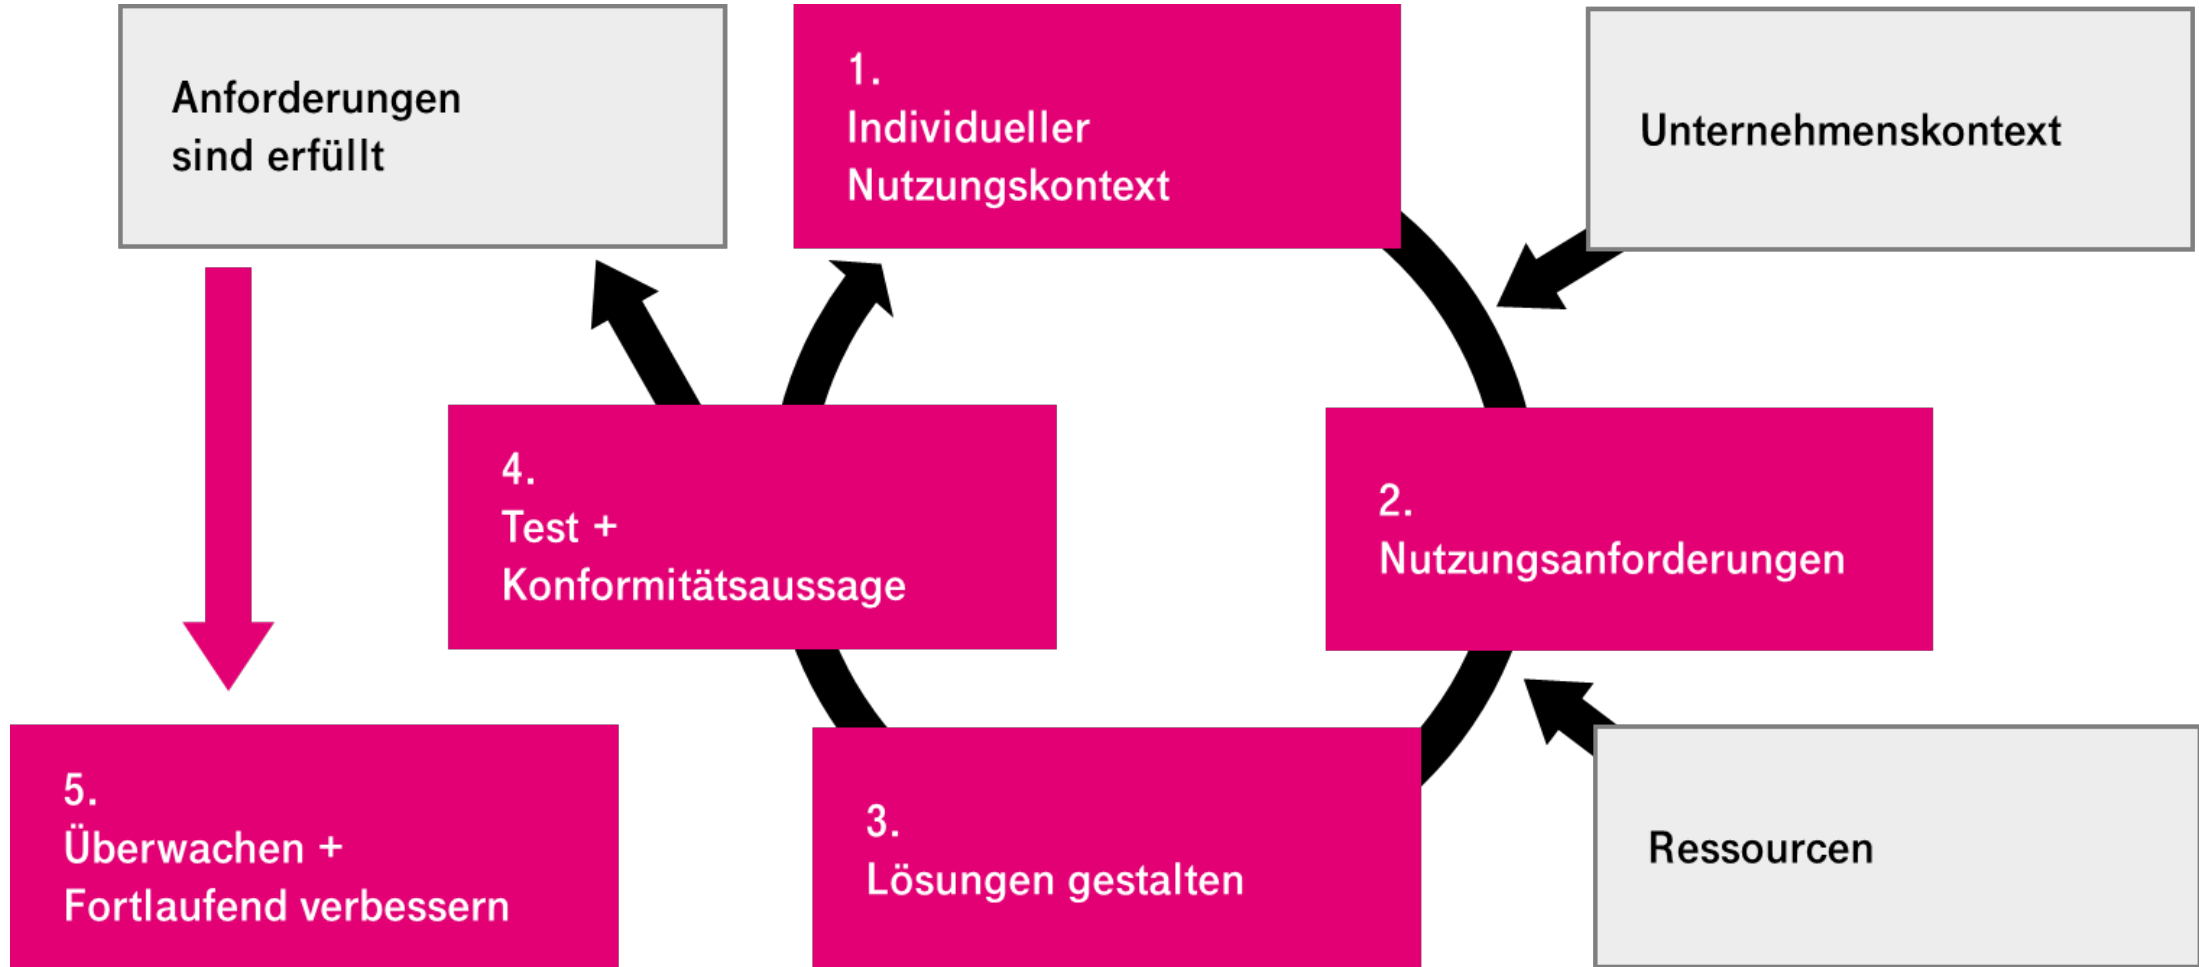 Anforderungen
sind erfüllt
1.
Individueller
Nutzungskontext
Unternehmenskontext
4.
Test +
Konformitätsaussage
2.
Nutzungsanforderungen
5.
Überwachen +
Fortlaufend verbessern
3.
Lösungen gestalten
Ressourcen